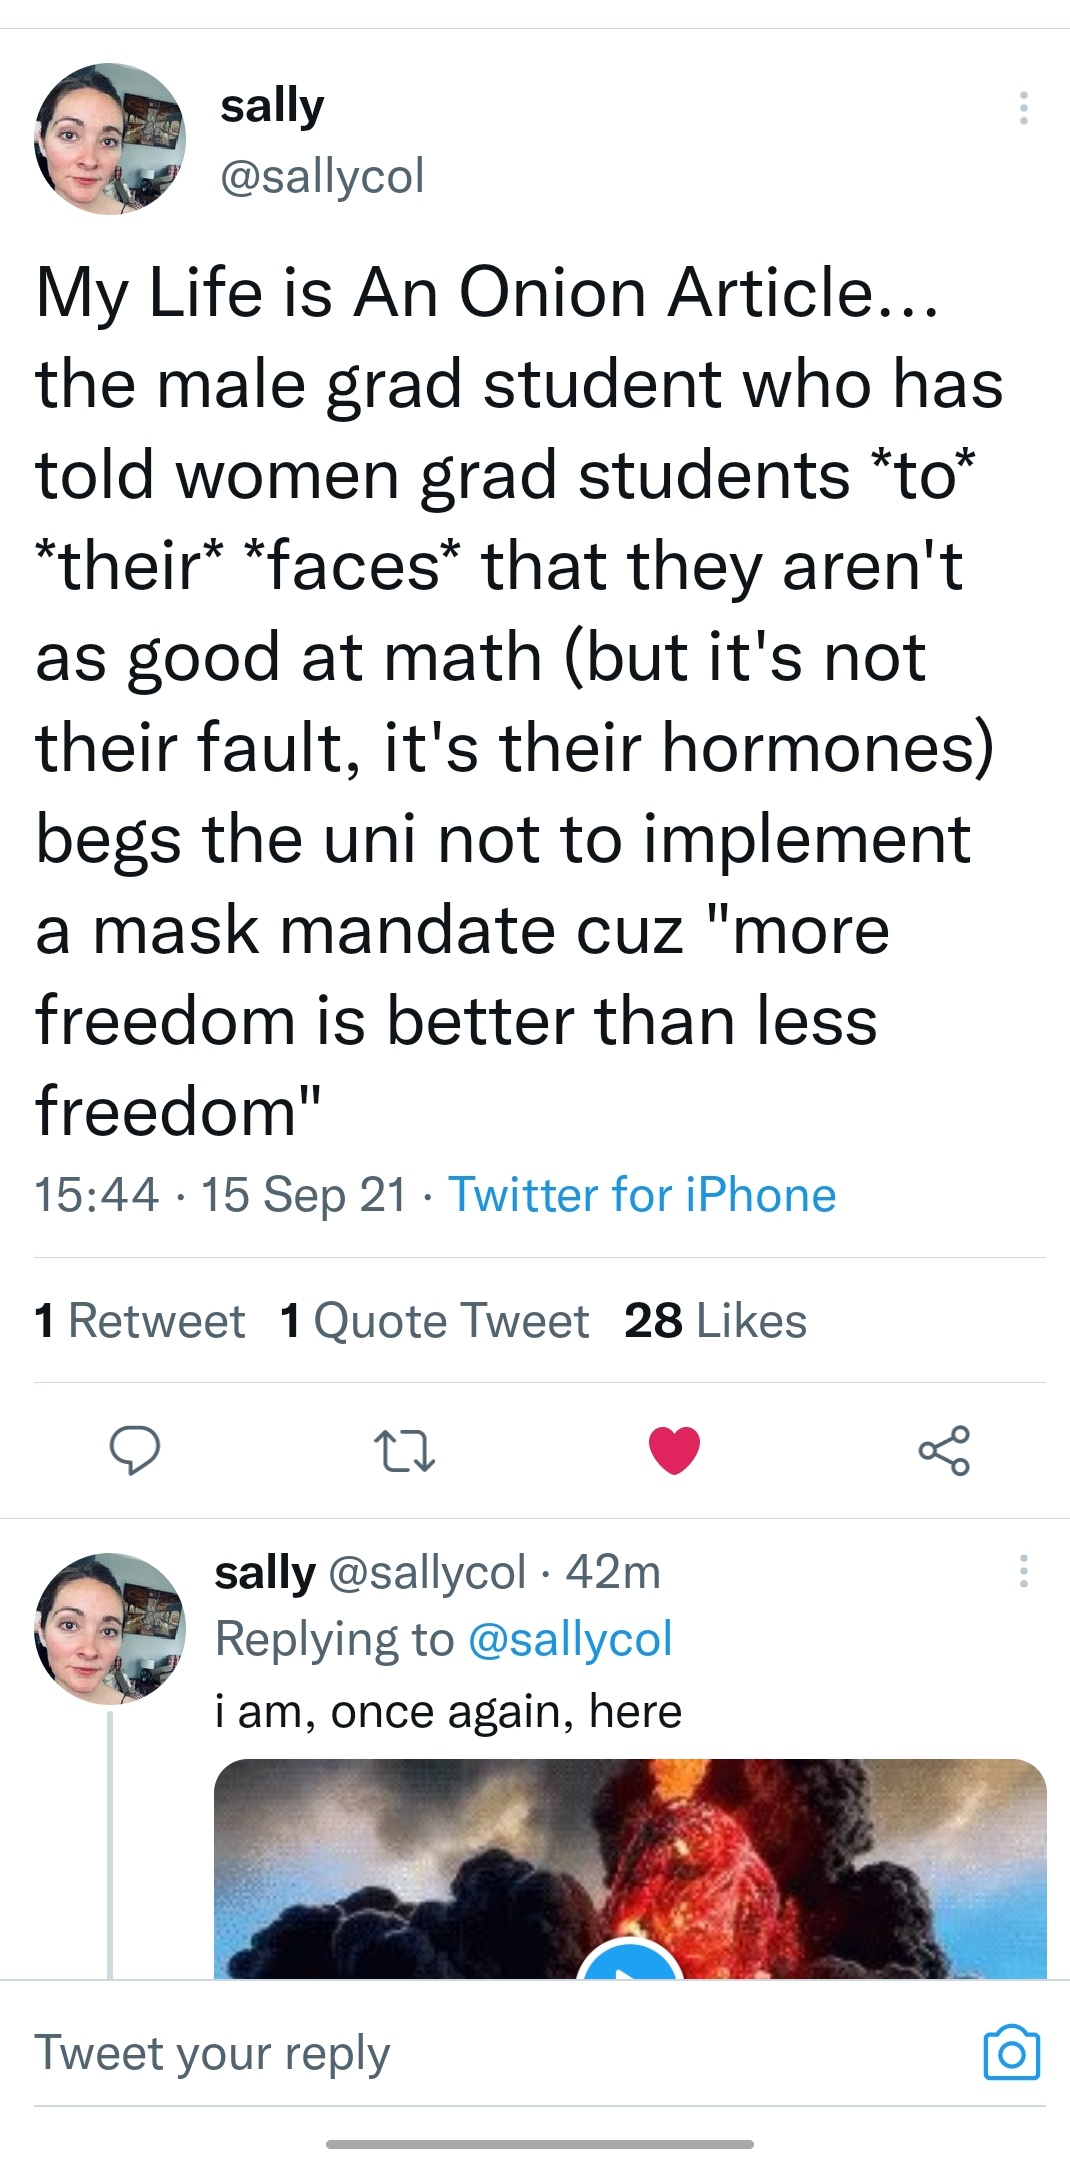 sally
@sallycol
My Life is An Onion Article...
the male grad student who has
told women grad students *to*
*their* *faces* that they aren't
as good at math (but it's not
their fault, it's their hormones)
begs the uni not to implement
a mask mandate cuz "more
freedom is better than less
freedom"
15:44 · 15 Sep 21 · Twitter for iPhone
1 Retweet 1 Quote Tweet 28 Likes
sally @sallycol · 42m
Replying to @sallycol
i am, once again, here
Tweet your reply